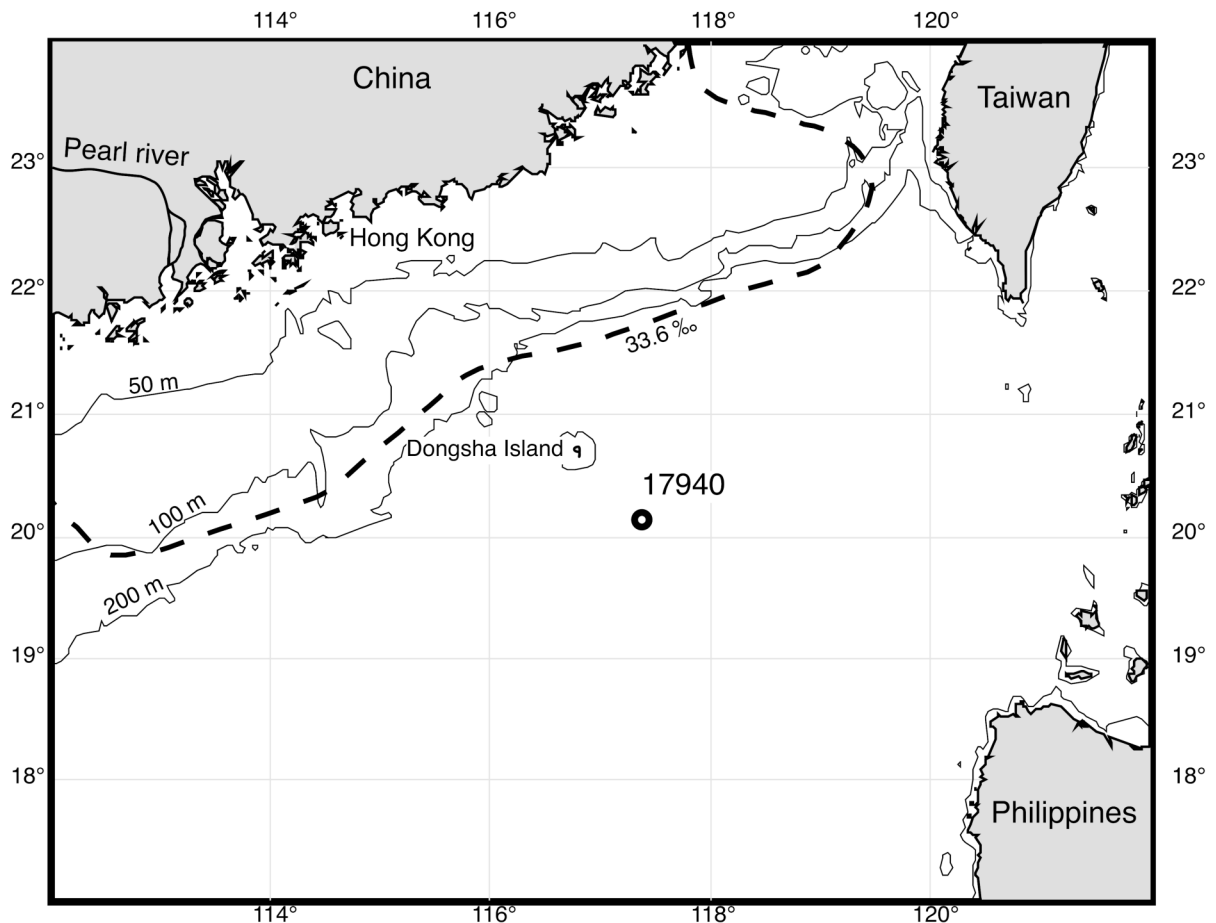 114° 116° 118° 120°
China
Taiwan
Pearl river
23° 23°
Hong Kong
22° 22°
33.6 ‰
50 m
21° 21°
Dongsha Island
17940
100 m
20° 20°
200 m
19° 19°
18° 18°
Philippines
114° 116° 118° 120°